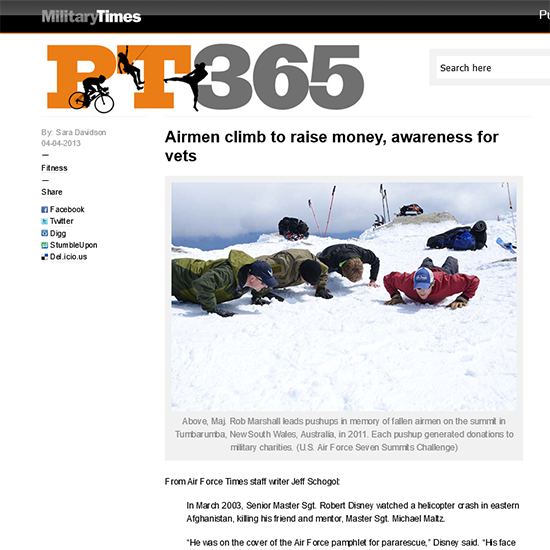 MilitaryTimes
Pu
PT365
Search here
By: Sara Davidson
04-04-2013
Fitness
Share
Facebook
Twitter
Digg
StumbleUpon
Del.icio.us
Airmen climb to raise money, awareness for
vets
Above, Maj. Rob Marshall leads pushups in memory of fallen airmen on the summit in
Tumbarumba, New South Wales, Australia, in 2011. Each pushup generated donations to
military charities. (U.S. Air Force Seven Summits Challenge)
From Air Force Times staff writer Jeff Schogol:
In March 2003, Senior Master Sgt. Robert Disney watched a helicopter crash in eastern
Afghanistan, killing his friend and mentor, Master Sgt. Michael Maltz.
“He was on the cover of the Air Force pamphlet for pararescue,” Disney said. “His face